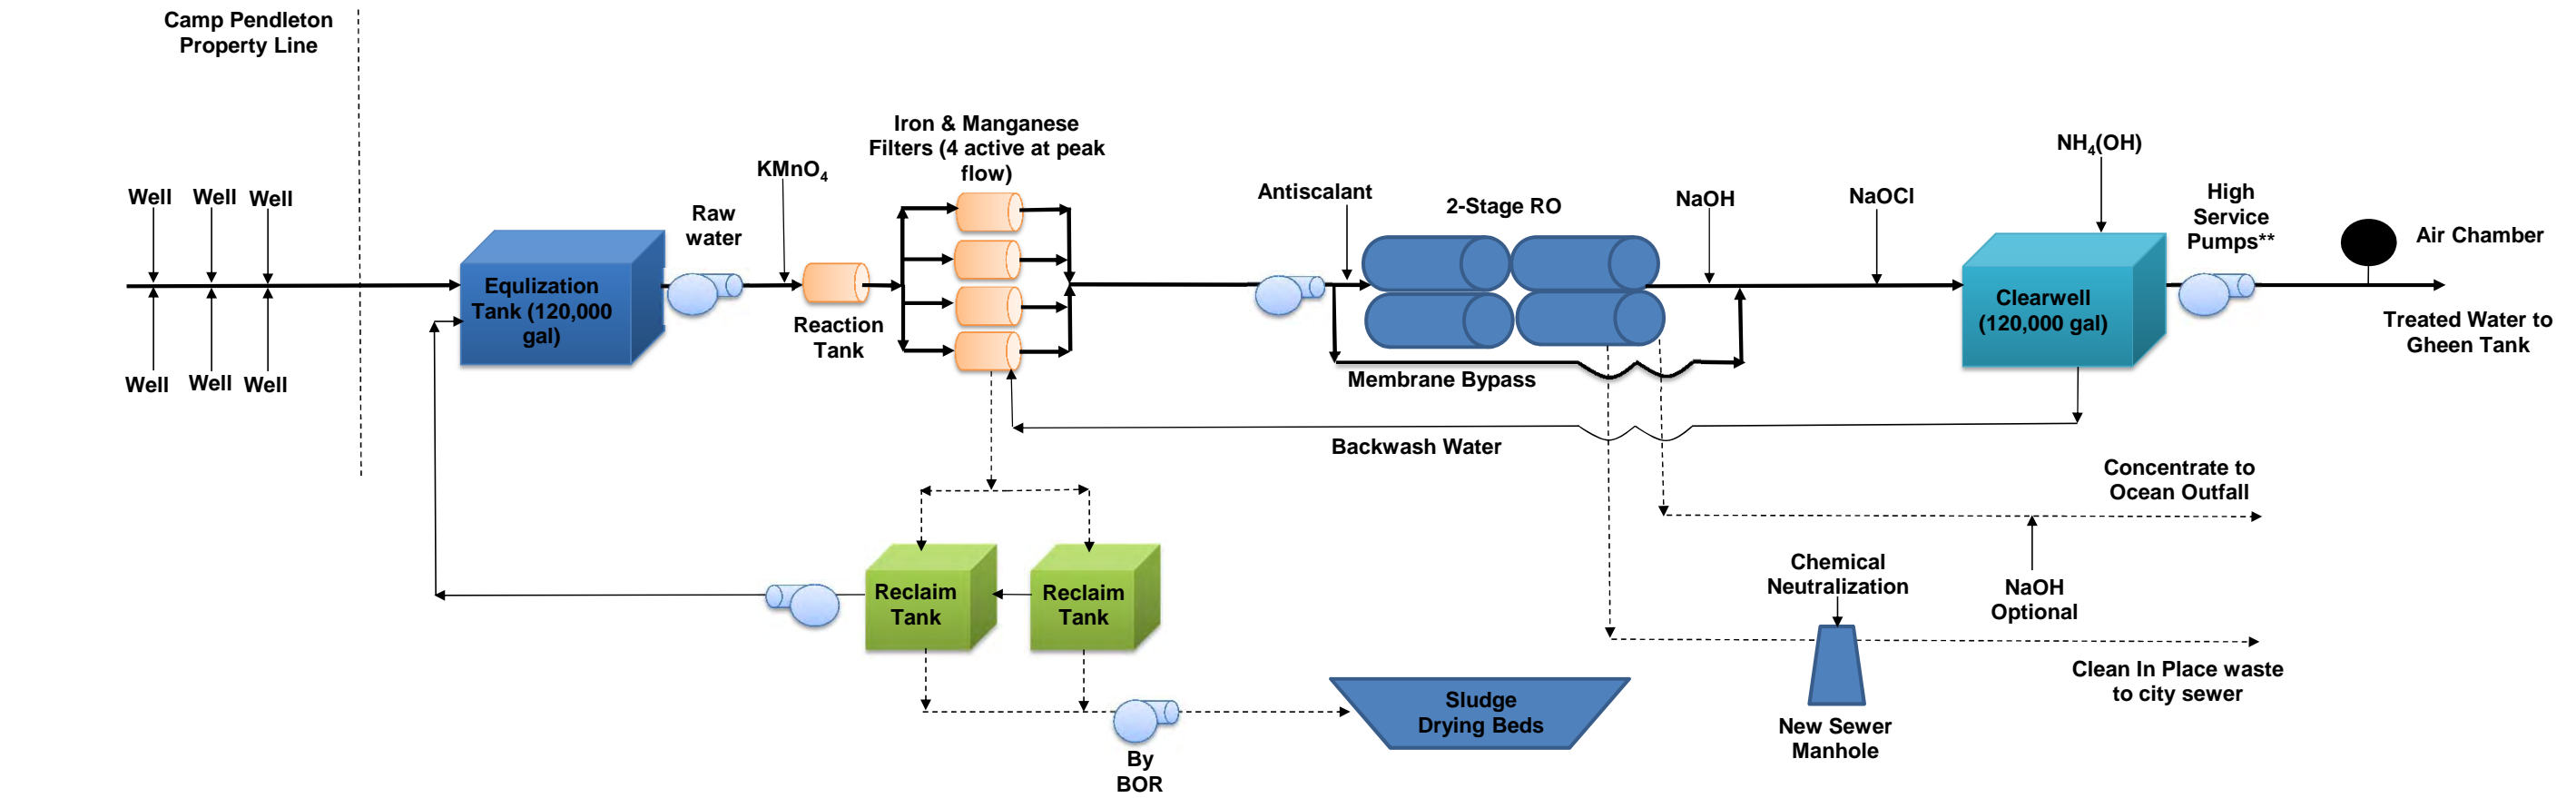 Camp Pendleton
Property Line
Well
Well
Well
Well
Well
Well
Equlization
Tank (120,000
gal)
Raw
water
KMnO4
Reaction
Tank
Iron & Manganese
Filters (4 active at peak
flow)
Antiscalant
2-Stage RO
Membrane Bypass
NaOH
NaOCl
NH4(OH)
Clearwell
(120,000 gal)
High
Service
Pumps**
Air Chamber
Treated Water to
Gheen Tank
Backwash Water
Concentrate to
Ocean Outfall
NaOH
Optional
Chemical
Neutralization
Clean In Place waste
to city sewer
New Sewer
Manhole
Reclaim
Tank
Reclaim
Tank
By
BOR
Sludge
Drying Beds